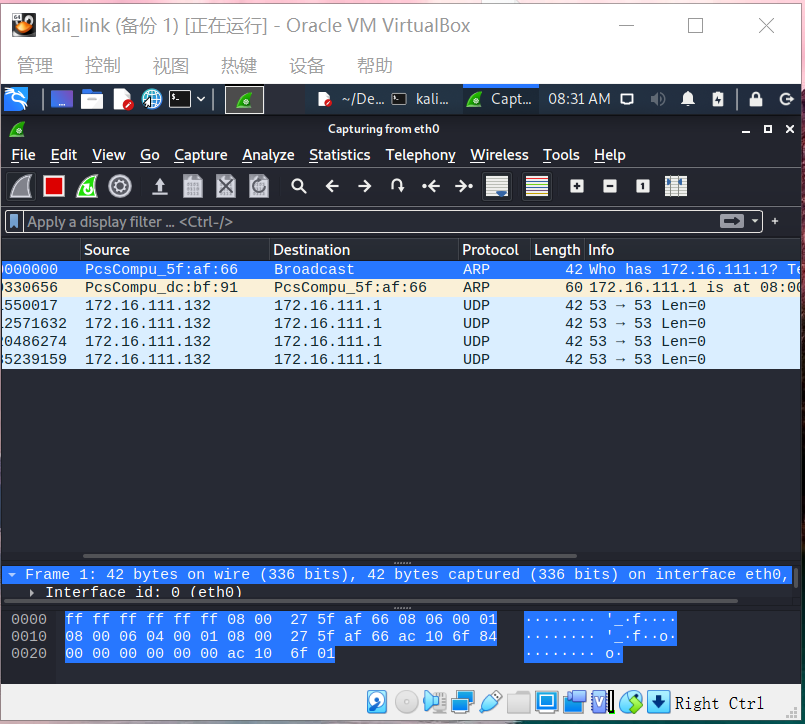 kali_link (备份 1) [正在运行] - Oracle VM VirtualBox
管理 控制 视图 热键 设备 帮助
~/De... kali... Capt... 08:31 AM
Capturing from eth0
File Edit View Go Capture Analyze Statistics Telephony Wireless Tools Help
Apply a display filter ... <Ctrl-/> +
Source Destination Protocol Length Info
0000000 PcsCompu_5f:af:66 Broadcast ARP 42 Who has 172.16.111.1? Te
0330656 PcsCompu_dc:bf:91 PcsCompu_5f:af:66 ARP 60 172.16.111.1 is at 08:00
550017 172.16.111.132 172.16.111.1 UDP 42 53 → 53 Len=0
12571632 172.16.111.132 172.16.111.1 UDP 42 53 → 53 Len=0
20486274 172.16.111.132 172.16.111.1 UDP 42 53 → 53 Len=0
35239159 172.16.111.132 172.16.111.1 UDP 42 53 → 53 Len=0
Frame 1: 42 bytes on wire (336 bits), 42 bytes captured (336 bits) on interface eth0,
Interface id: 0 (eth0)
0000 ff ff ff ff ff ff 08 00 27 5f af 66 08 06 00 01 ········ '_·f····
0010 08 00 06 04 00 01 08 00 27 5f af 66 ac 10 6f 84 ········ '_·f··o·
0020 00 00 00 00 00 00 ac 10 6f 01 ········ o·
Right Ctrl